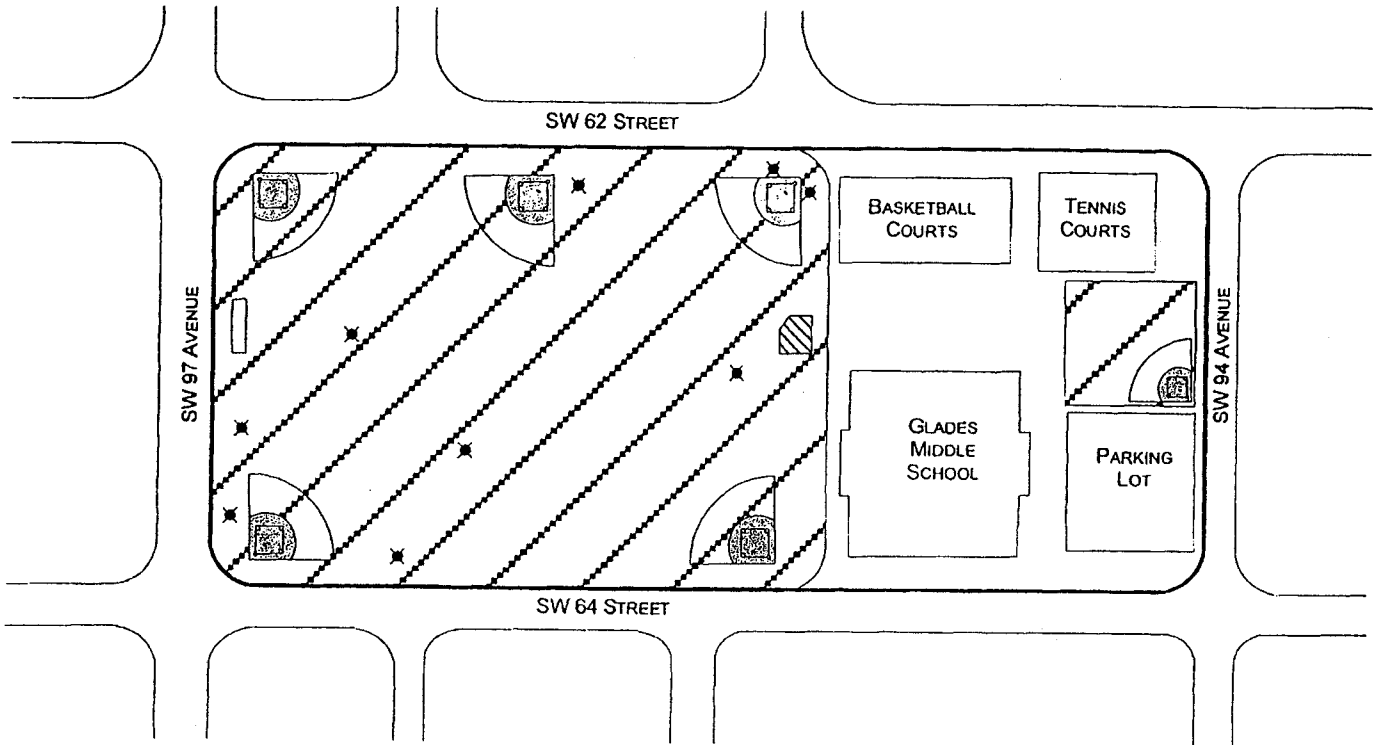 SW 62 STREET
BASKETBALL
COURTS
TENNIS
COURTS
SW 97 AVENUE
SW 94 AVENUE
GLADES
MIDDLE
SCHOOL
PARKING
LOT
SW 64 STREET